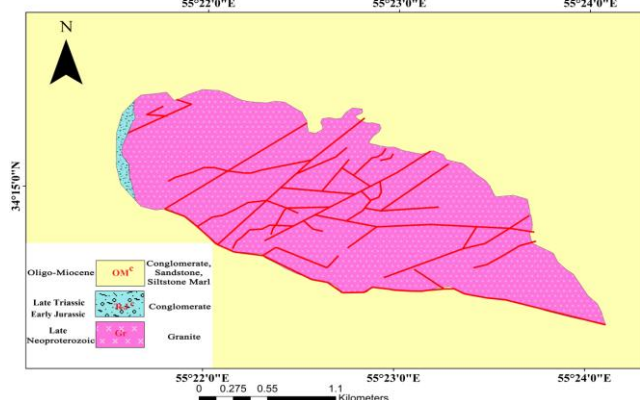 55°22'0"E 55°23'0"E 55°24'0"E
N
34°15'0"N
Oligo-Miocene OMᶜ Conglomerate,
Sandstone,
Siltstone Marl
Late Triassic
Early Jurassic Conglomerate
Late
Neoproterozoic Gr Granite
55°22'0"E 55°23'0"E 55°24'0"E
0 0.275 0.55 1.1
Kilometers